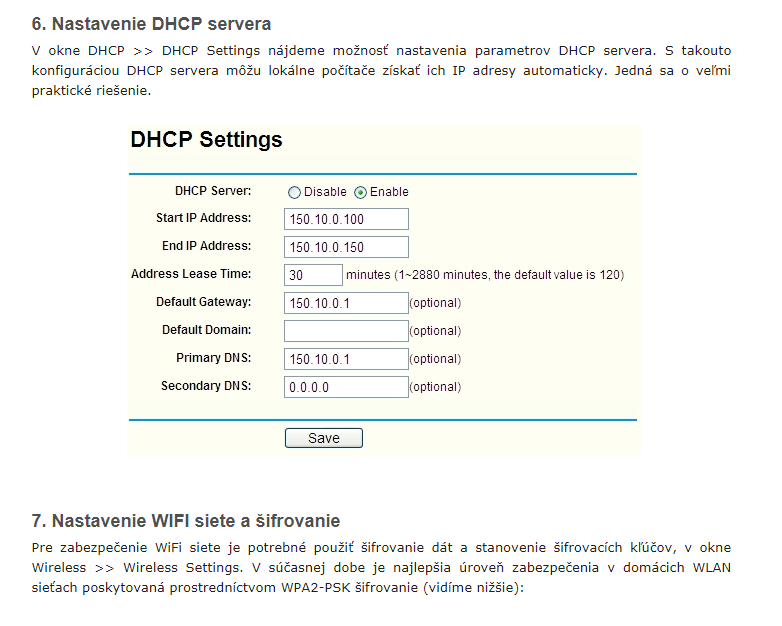 6. Nastavenie DHCP servera
V okne DHCP >> DHCP Settings nájdeme možnosť nastavenia parametrov DHCP servera. S takouto
konfiguráciou DHCP servera môžu lokálne počítače získať ich IP adresy automaticky. Jedná sa o veľmi
praktické riešenie.
DHCP Settings
DHCP Server: Disable Enable
Start IP Address: 150.10.0.100
End IP Address: 150.10.0.150
Address Lease Time: 30 minutes (1~2880 minutes, the default value is 120)
Default Gateway: 150.10.0.1 (optional)
Default Domain: (optional)
Primary DNS: 150.10.0.1 (optional)
Secondary DNS: 0.0.0.0 (optional)
Save
7. Nastavenie WIFI siete a šifrovanie
Pre zabezpečenie WiFi siete je potrebné použiť šifrovanie dát a stanovenie šifrovacích kľúčov, v okne
Wireless >> Wireless Settings. V súčasnej dobe je najlepšia úroveň zabezpečenia v domácich WLAN
sieťach poskytovaná prostredníctvom WPA2-PSK šifrovanie (vidíme nižšie):